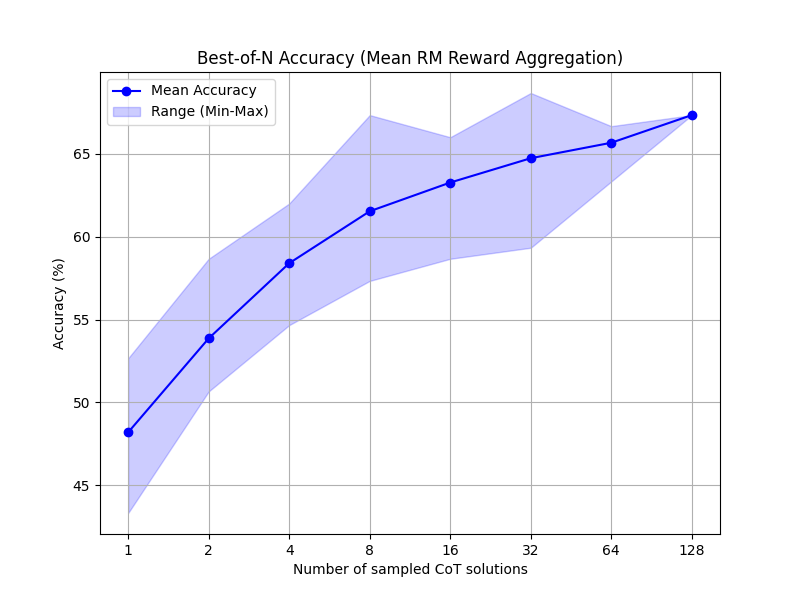 Best-of-N Accuracy (Mean RM Reward Aggregation)
Mean Accuracy
Range (Min-Max)
Accuracy (%)
65
60
55
50
45
1 2 4 8 16 32 64 128
Number of sampled CoT solutions